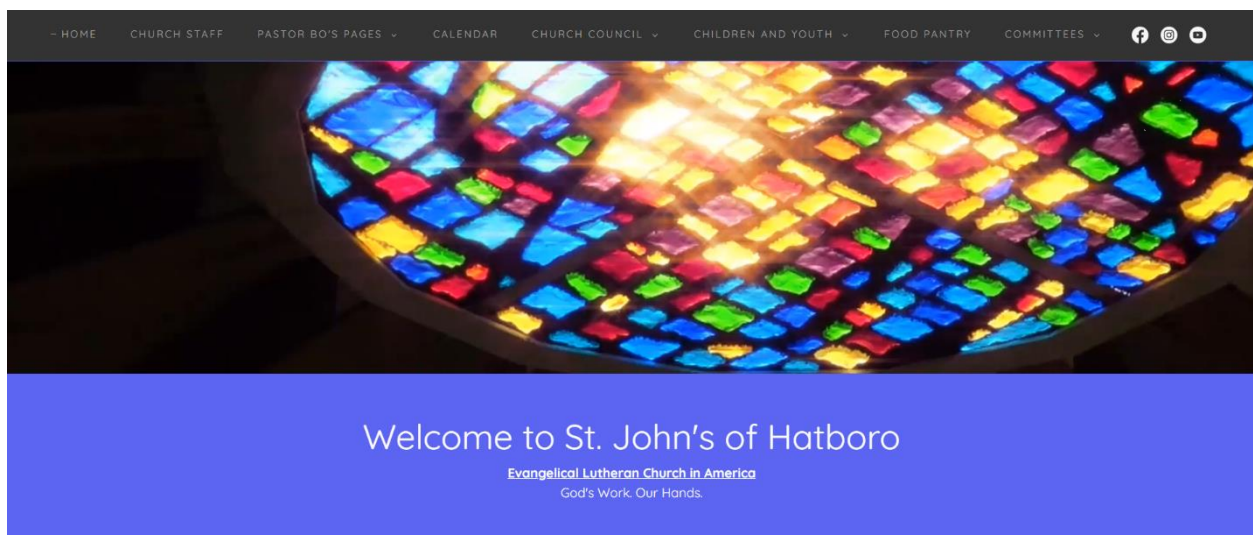 – HOME CHURCH STAFF PASTOR BO'S PAGES CALENDAR CHURCH COUNCIL CHILDREN AND YOUTH FOOD PANTRY COMMITTEES
Welcome to St. John's of Hatboro
Evangelical Lutheran Church in America
God's Work. Our Hands.